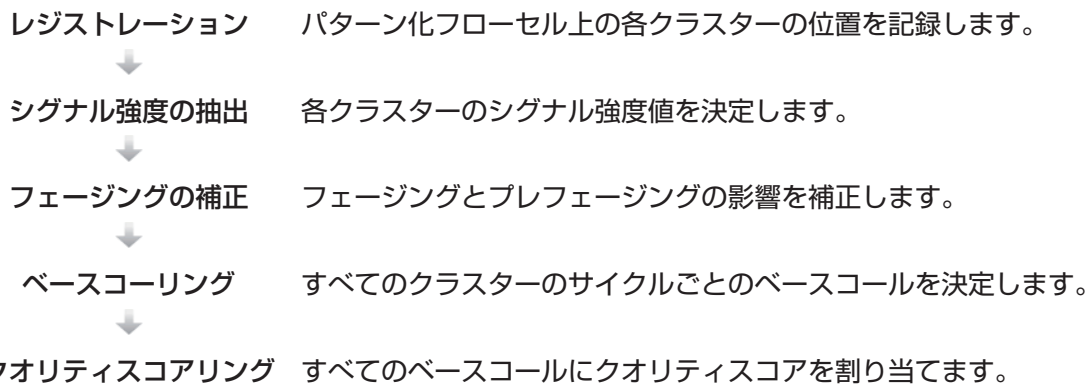 レジストレーション パターン化フローセル上の各クラスターの位置を記録します。
シグナル強度の抽出 各クラスターのシグナル強度値を決定します。
フェージングの補正 フェージングとプレフェージングの影響を補正します。
ベースコーリング すべてのクラスターのサイクルごとのベースコールを決定します。
クオリティスコアリング すべてのベースコールにクオリティスコアを割り当てます。